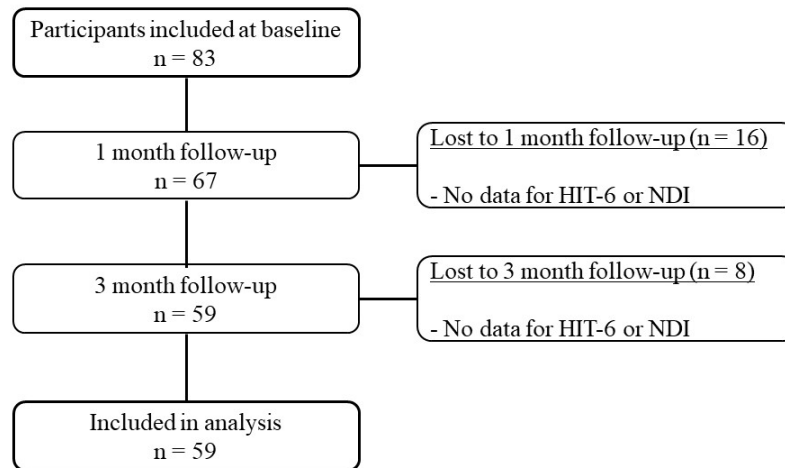 Participants included at baseline
n = 83
1 month follow-up
n = 67
Lost to 1 month follow-up (n = 16)
- No data for HIT-6 or NDI
3 month follow-up
n = 59
Lost to 3 month follow-up (n = 8)
- No data for HIT-6 or NDI
Included in analysis
n = 59